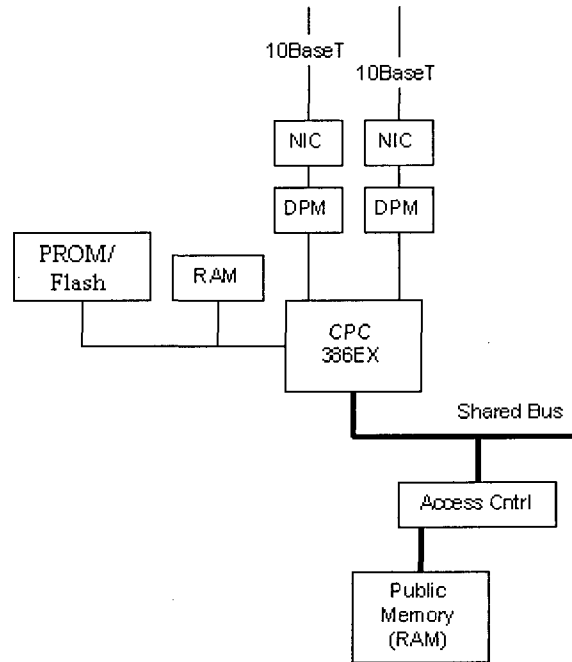 10BaseT
10BaseT
NIC
NIC
DPM
DPM
PROM/
Flash
RAM
CPC
386EX
Shared Bus
Access Cntrl
Public
Memory
(RAM)